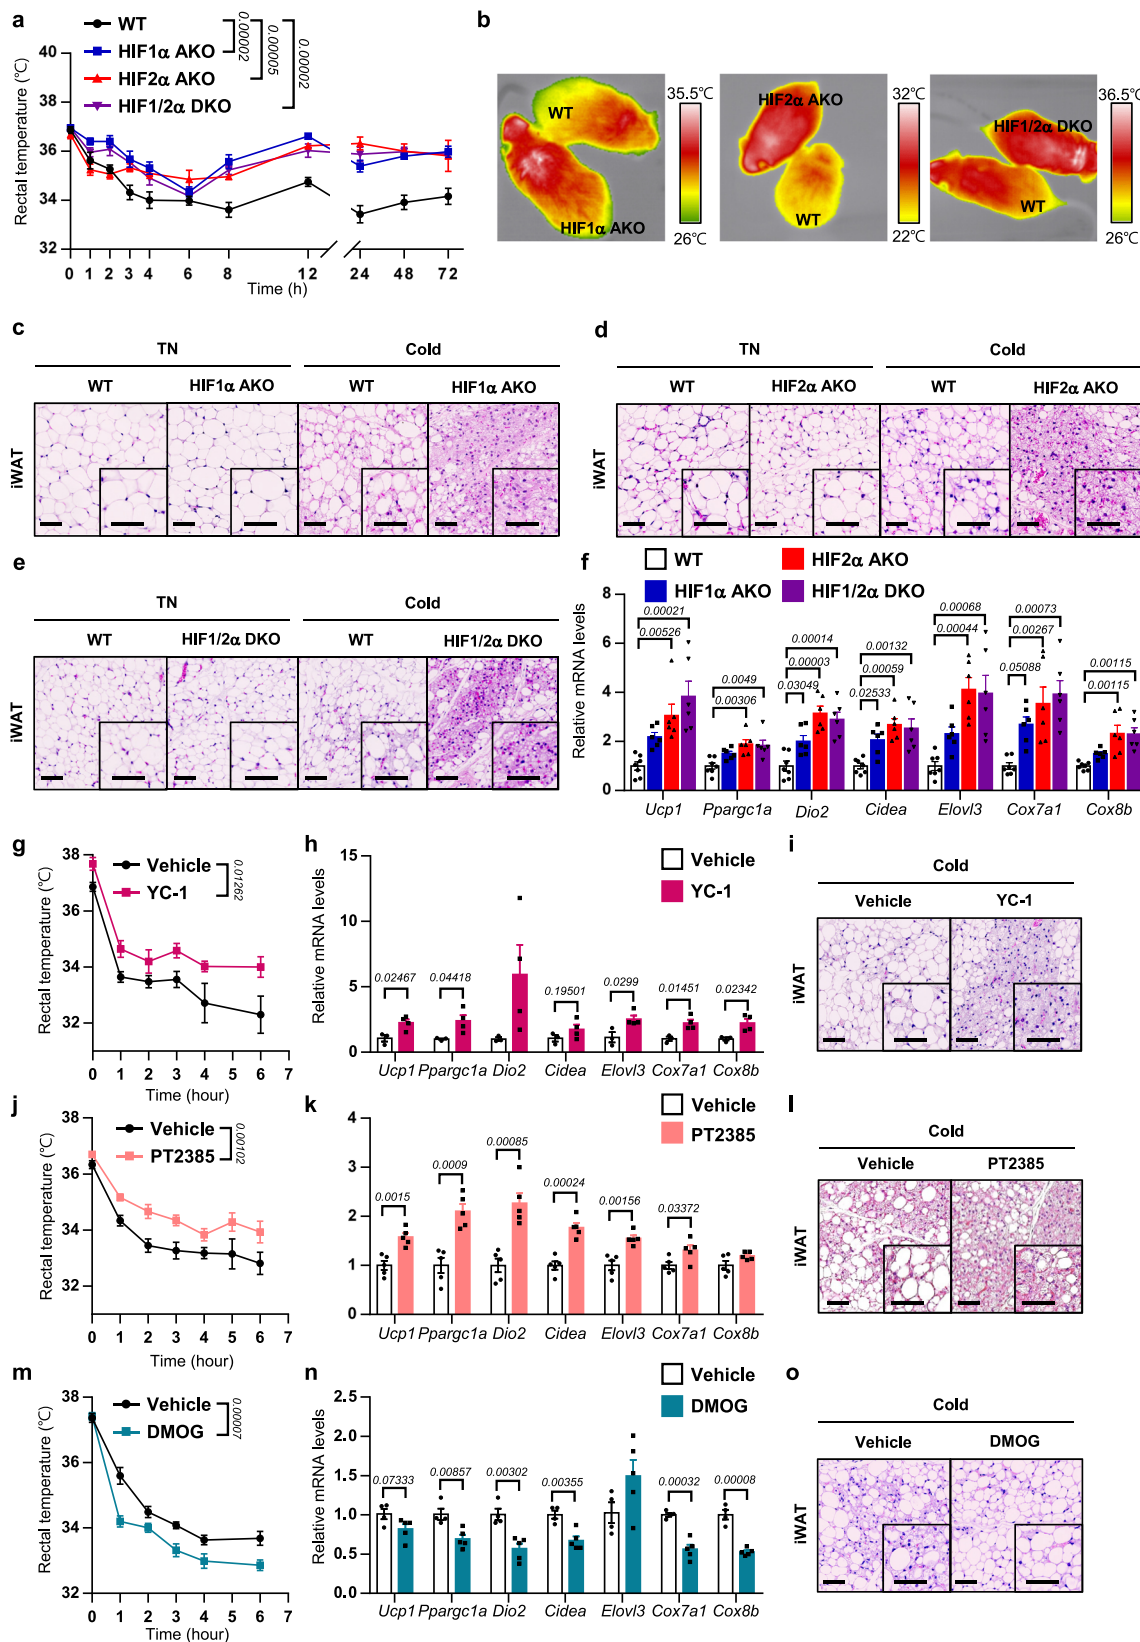 a
WT
HIF1α AKO
HIF2α AKO
HIF1/2α DKO
0.00002
0.00005
0.00002
Rectal temperature (℃)
40
38
36
34
32
0 1 2 3 4 6 8 12 24 48 72
Time (h)
b
WT
HIF1α AKO
35.5℃
26℃
HIF2α AKO
WT
32℃
22℃
HIF1/2α DKO
WT
36.5℃
26℃
c
TN Cold
WT HIF1α AKO WT HIF1α AKO
iWAT
d
TN Cold
WT HIF2α AKO WT HIF2α AKO
iWAT
e
TN Cold
WT HIF1/2α DKO WT HIF1/2α DKO
iWAT
f
WT HIF2α AKO
HIF1α AKO HIF1/2α DKO
Relative mRNA levels
8
6
4
2
0
0.00021
0.00526
0.0049
0.00306
0.00014
0.00003
0.03049
0.00132
0.00059
0.02533
0.00068
0.00044
0.00073
0.00267
0.05088
0.00115
0.00115
Ucp1 Ppargc1a Dio2 Cidea Elovl3 Cox7a1 Cox8b
g
Vehicle
YC-1
0.01262
Rectal temperature (℃)
38
36
34
32
0 1 2 3 4 5 6 7
Time (hour)
h
Vehicle
YC-1
Relative mRNA levels
15
10
5
0
0.02467 0.04418 0.19501 0.0299 0.01451 0.02342
Ucp1 Ppargc1a Dio2 Cidea Elovl3 Cox7a1 Cox8b
i
Cold
Vehicle YC-1
iWAT
j
Vehicle
PT2385
0.00102
Rectal temperature (℃)
38
36
34
32
0 1 2 3 4 5 6 7
Time (hour)
k
Vehicle
PT2385
Relative mRNA levels
4
3
2
1
0
0.0015 0.0009 0.00085 0.00024 0.00156 0.03372
Ucp1 Ppargc1a Dio2 Cidea Elovl3 Cox7a1 Cox8b
l
Cold
Vehicle PT2385
iWAT
m
Vehicle
DMOG
0.00007
Rectal temperature (℃)
38
36
34
32
0 1 2 3 4 5 6 7
Time (hour)
n
Vehicle
DMOG
Relative mRNA levels
2.5
2.0
1.5
1.0
0.5
0.0
0.07333 0.00857 0.00302 0.00355 0.00032 0.00008
Ucp1 Ppargc1a Dio2 Cidea Elovl3 Cox7a1 Cox8b
o
Cold
Vehicle DMOG
iWAT